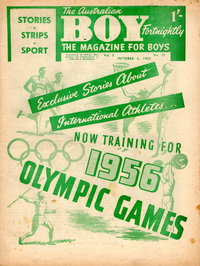 The Australian
BOY
Fortnightly
1/-
STORIES
STRIPS
SPORT
THE MAGAZINE FOR BOYS
OCTOBER
Exclusive Stories About
International Athletes...
NOW TRAINING FOR
1956
OLYMPIC GAMES